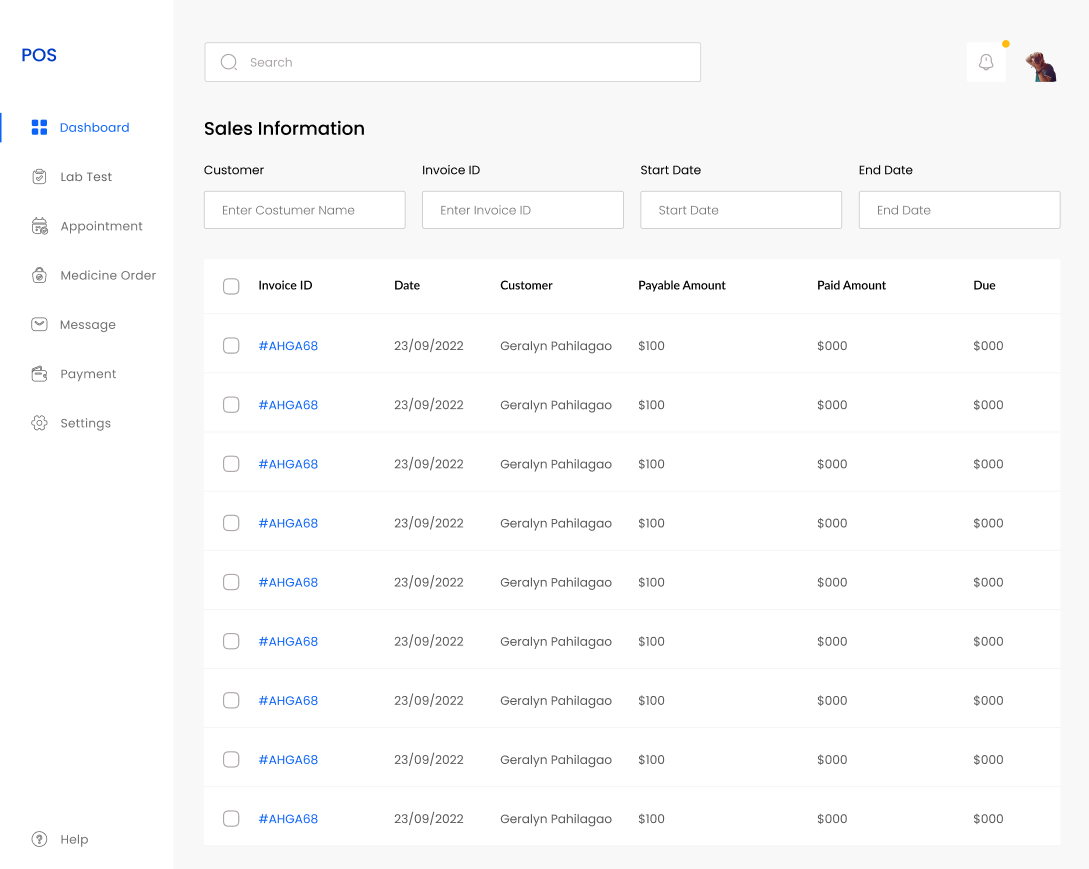 POS
Dashboard
Lab Test
Appointment
Medicine Order
Message
Payment
Settings
Help
Search
Sales Information
Customer Invoice ID Start Date End Date
Enter Costumer Name Enter Invoice ID Start Date End Date
Invoice ID Date Customer Payable Amount Paid Amount Due
#AHGA68 23/09/2022 Geralyn Pahilagao $100 $000 $000
#AHGA68 23/09/2022 Geralyn Pahilagao $100 $000 $000
#AHGA68 23/09/2022 Geralyn Pahilagao $100 $000 $000
#AHGA68 23/09/2022 Geralyn Pahilagao $100 $000 $000
#AHGA68 23/09/2022 Geralyn Pahilagao $100 $000 $000
#AHGA68 23/09/2022 Geralyn Pahilagao $100 $000 $000
#AHGA68 23/09/2022 Geralyn Pahilagao $100 $000 $000
#AHGA68 23/09/2022 Geralyn Pahilagao $100 $000 $000
#AHGA68 23/09/2022 Geralyn Pahilagao $100 $000 $000